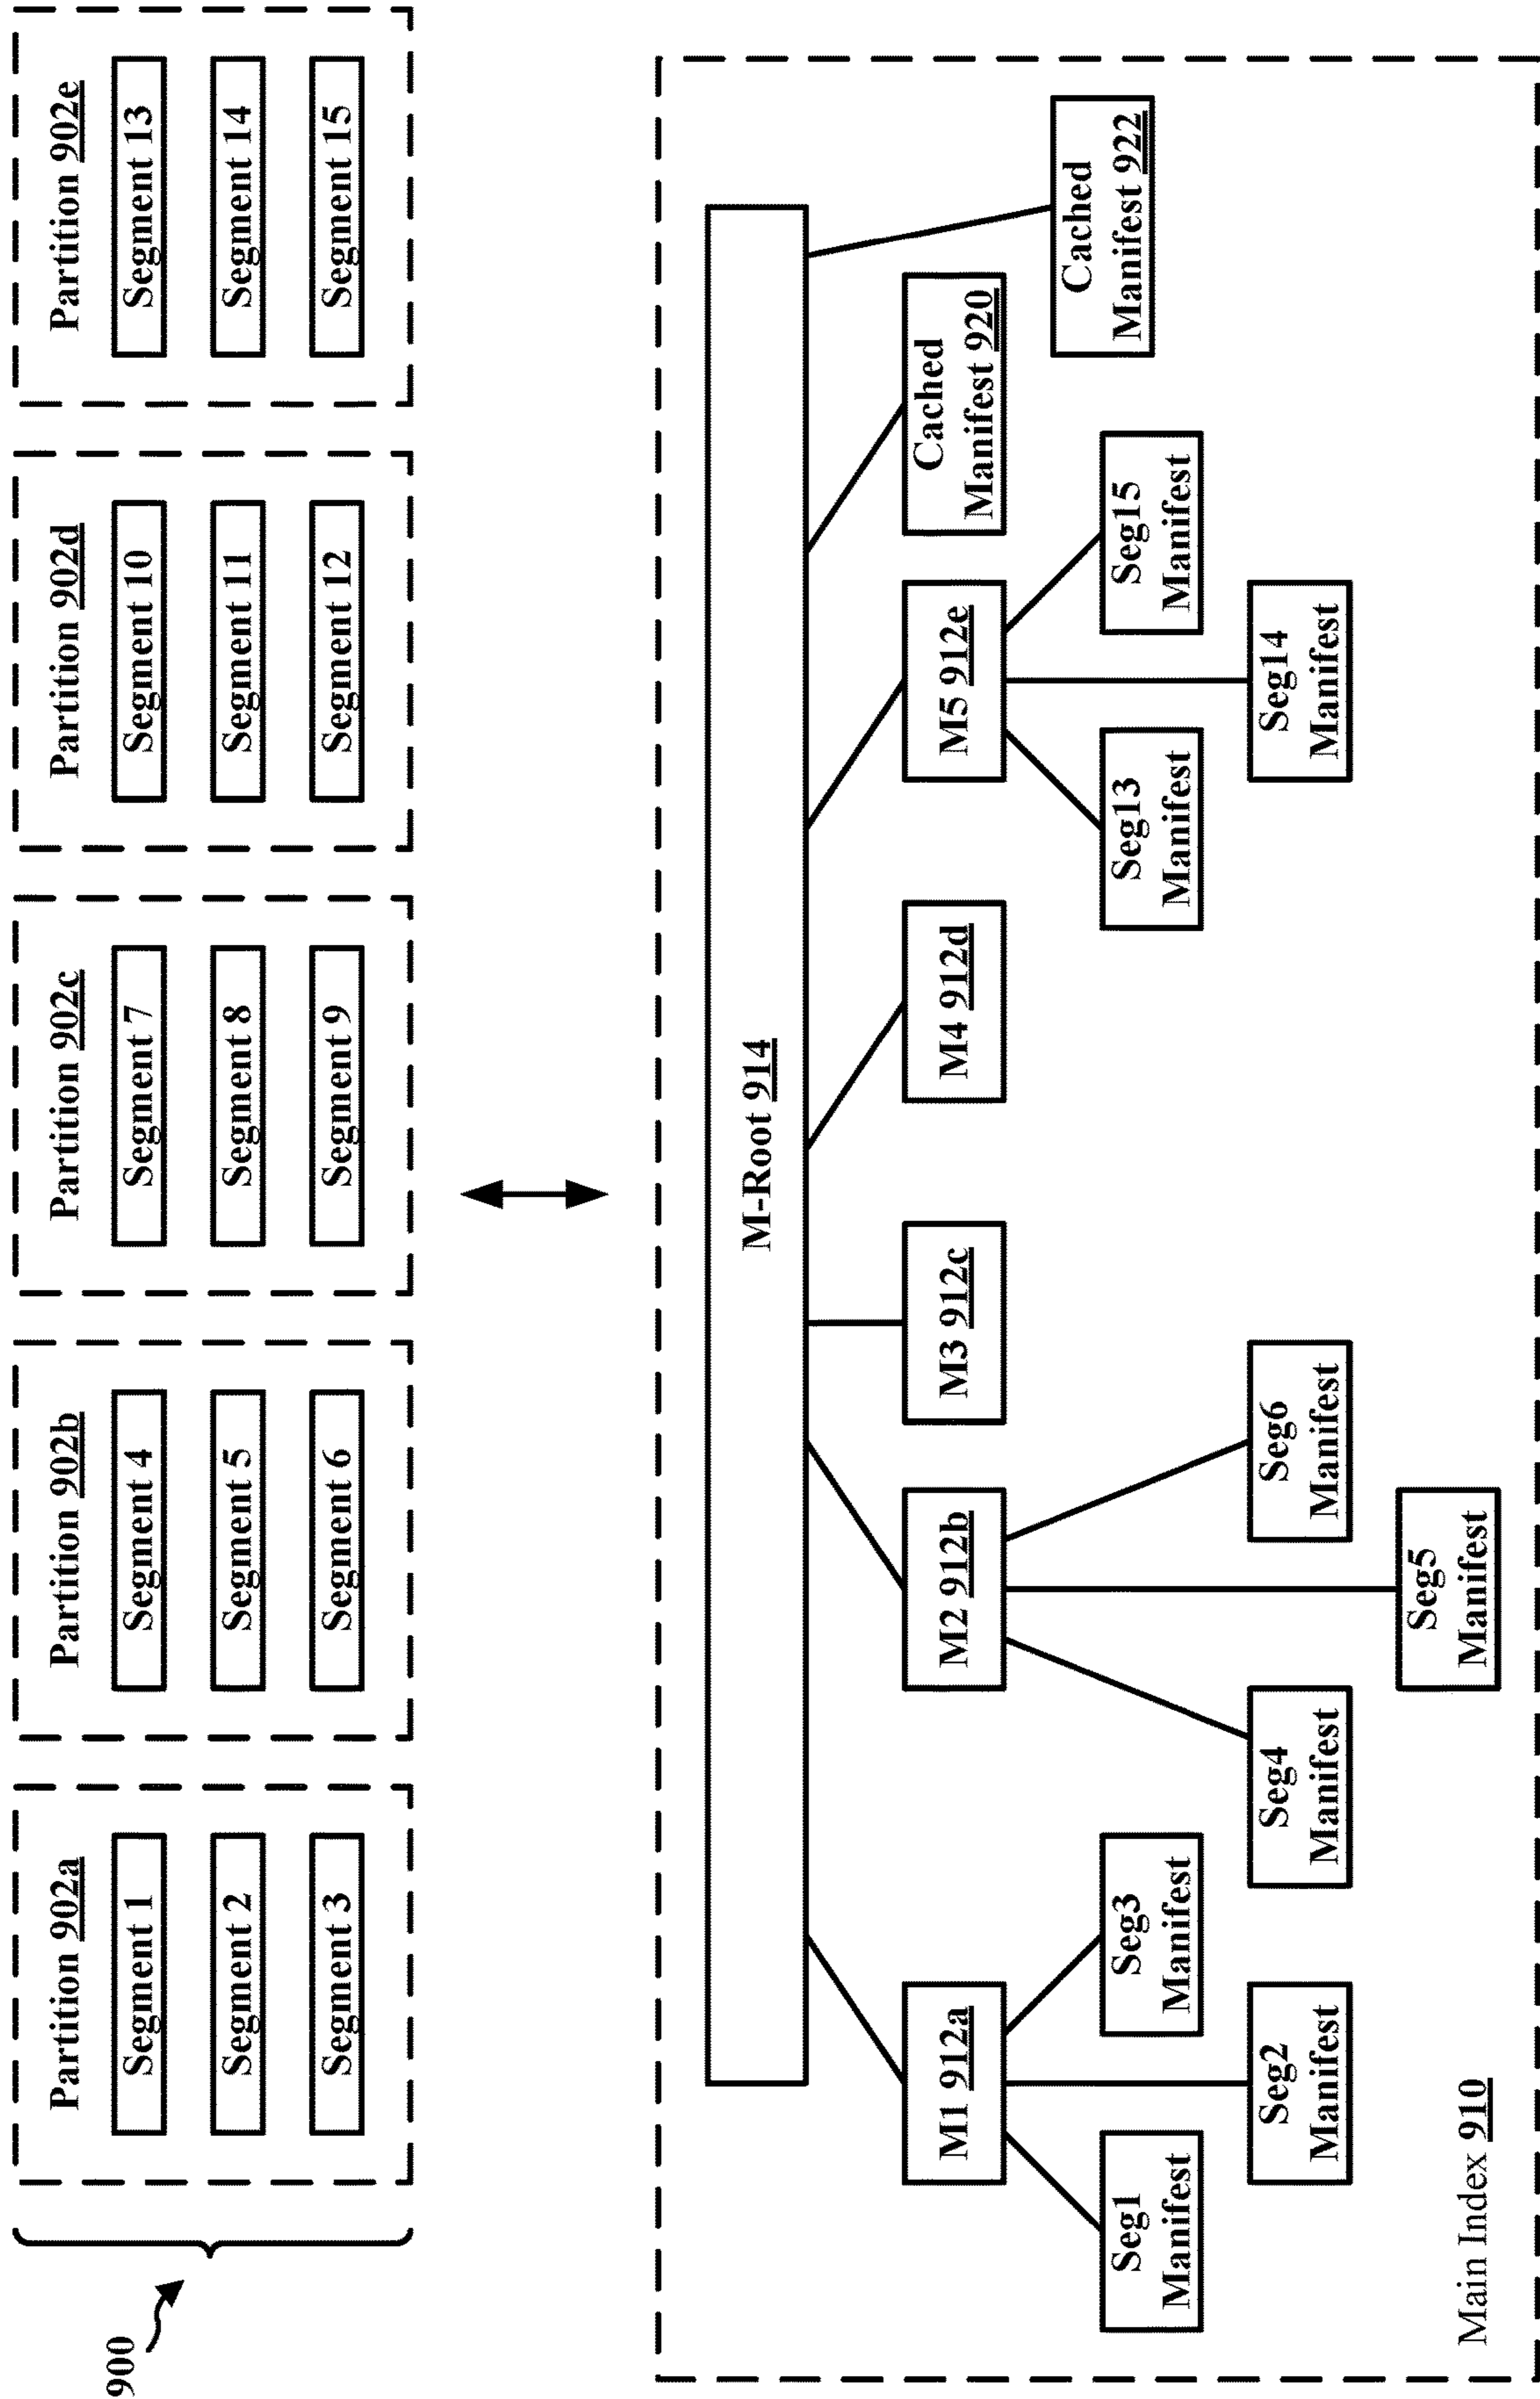 900
Partition 902a
Segment 1
Segment 2
Segment 3
Partition 902b
Segment 4
Segment 5
Segment 6
Partition 902c
Segment 7
Segment 8
Segment 9
Partition 902d
Segment 10
Segment 11
Segment 12
Partition 902e
Segment 13
Segment 14
Segment 15
M-Root 914
M1 912a
M2 912b
M3 912c
M4 912d
M5 912e
Cached
Manifest 920
Cached
Manifest 922
Seg1
Manifest
Seg2
Manifest
Seg3
Manifest
Seg4
Manifest
Seg5
Manifest
Seg6
Manifest
Seg13
Manifest
Seg14
Manifest
Seg15
Manifest
Main Index 910